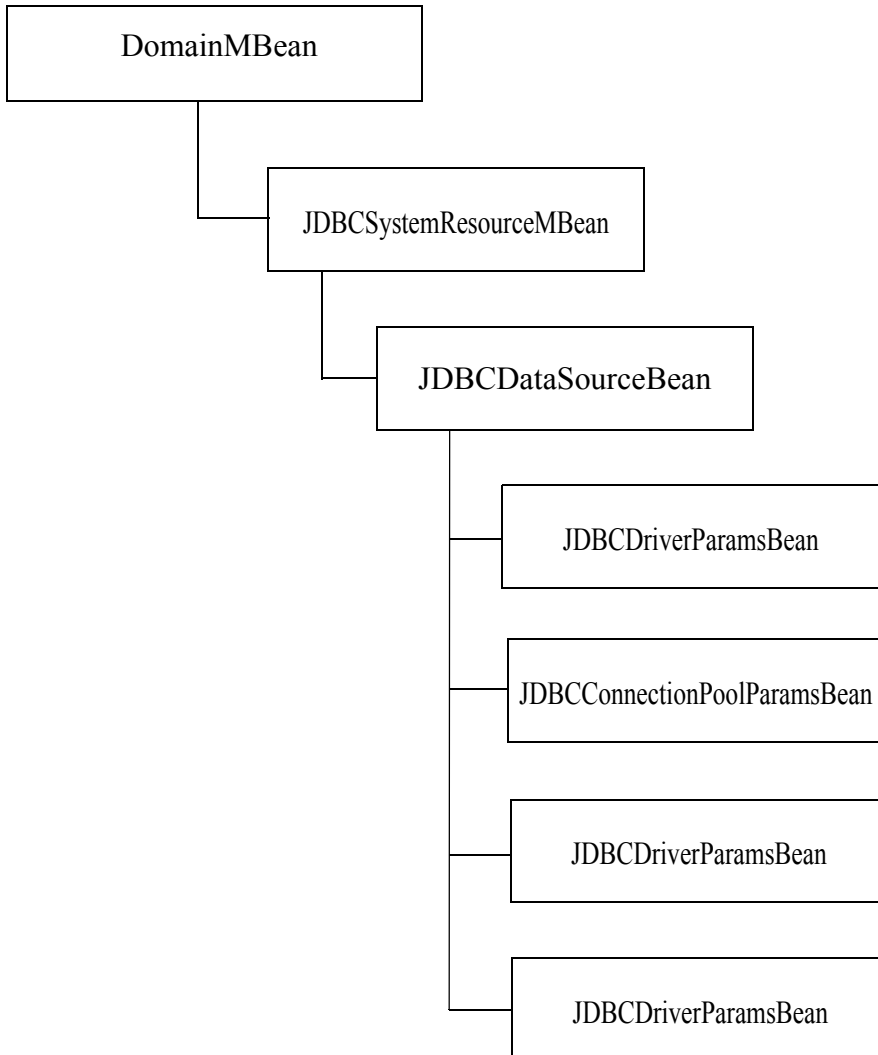 DomainMBean
JDBCSystemResourceMBean
JDBCDataSourceBean
JDBCDriverParamsBean
JDBCConnectionPoolParamsBean
JDBCDriverParamsBean
JDBCDriverParamsBean